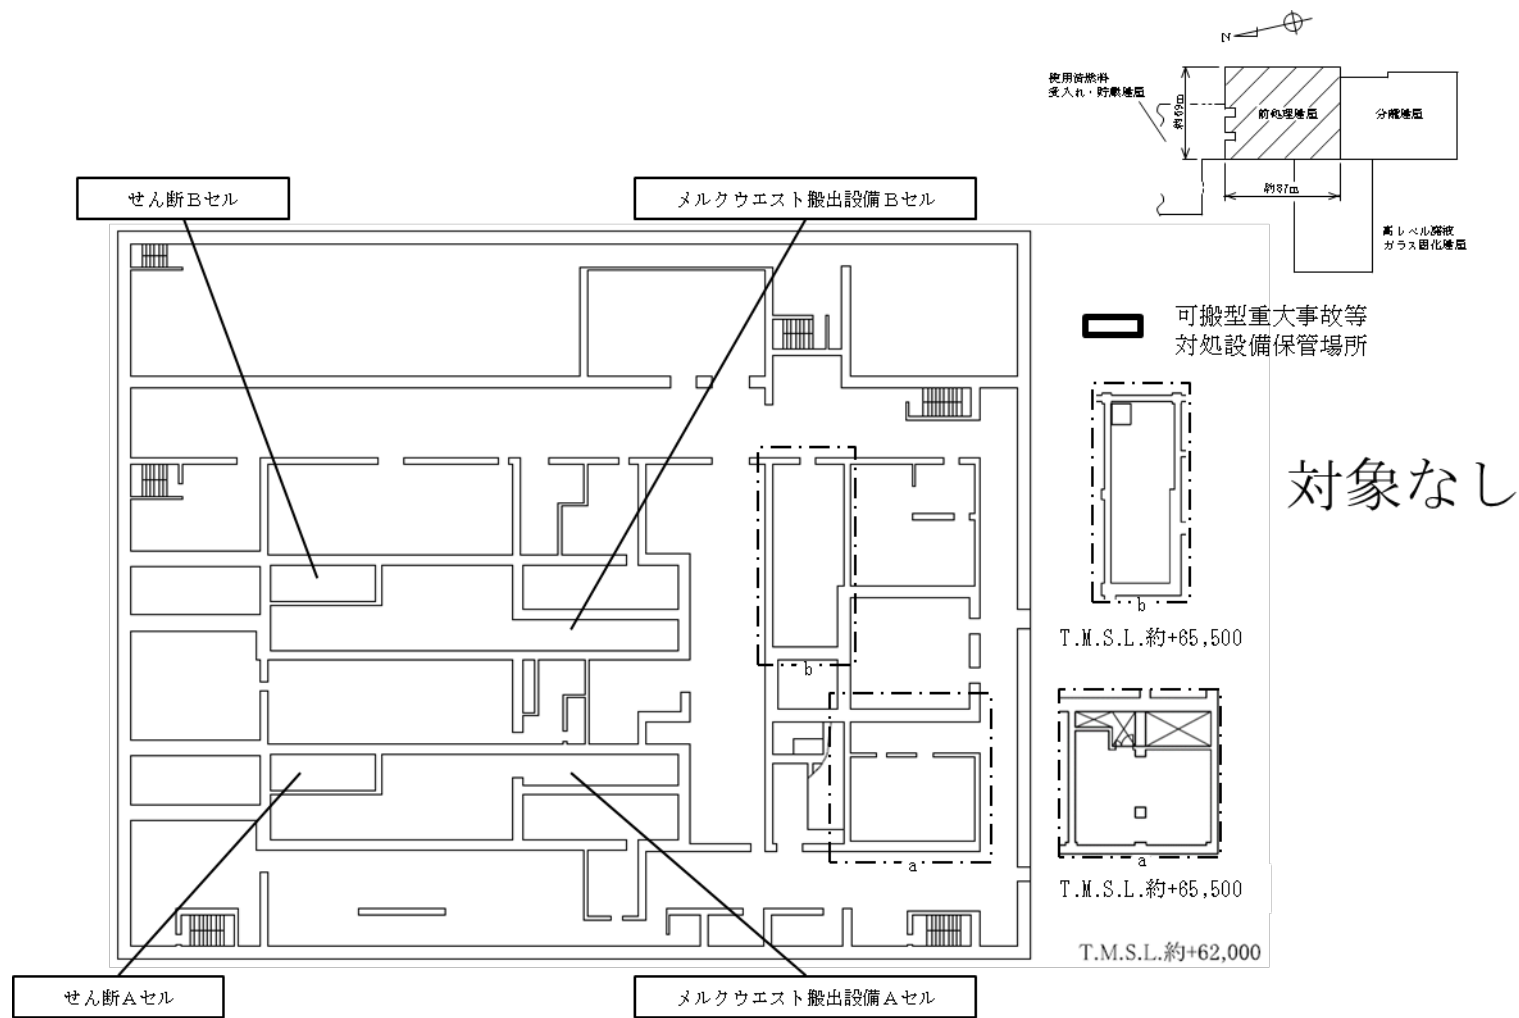 N
使用済燃料
受入れ・貯蔵建屋
約69m
前処理建屋
分離建屋
約87m
高レベル廃液
ガラス固化建屋
せん断Bセル
メルクウエスト搬出設備Bセル
可搬型重大事故等
対処設備保管場所
対象なし
b
T.M.S.L.約+65,500
b
a
T.M.S.L.約+65,500
a
T.M.S.L.約+62,000
せん断Aセル
メルクウエスト搬出設備Aセル